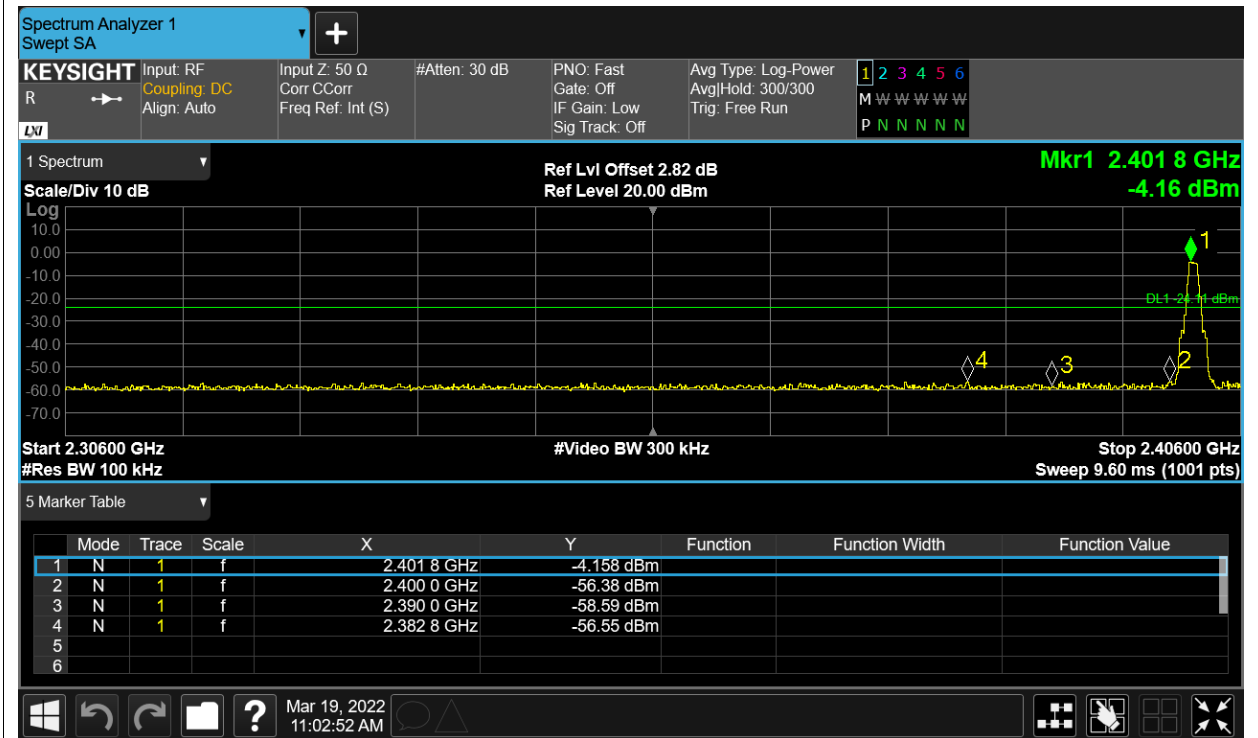 Spectrum Analyzer 1
Swept SA
KEYSIGHT
R
LXI
Input: RF
Coupling: DC
Align: Auto
Input Z: 50 Ω
Corr CCorr
Freq Ref: Int (S)
#Atten: 30 dB
PNO: Fast
Gate: Off
IF Gain: Low
Sig Track: Off
Avg Type: Log-Power
Avg|Hold: 300/300
Trig: Free Run
1 2 3 4 5 6
M W W W W W
P N N N N N
1 Spectrum
Scale/Div 10 dB
Ref Lvl Offset 2.82 dB
Ref Level 20.00 dBm
Mkr1 2.401 8 GHz
-4.16 dBm
Log
10.0
0.00
-10.0
-20.0
-30.0
-40.0
-50.0
-60.0
-70.0
1
DL1 -24.11 dBm
4
3
2
Start 2.30600 GHz
#Video BW 300 kHz
Stop 2.40600 GHz
#Res BW 100 kHz
Sweep 9.60 ms (1001 pts)
5 Marker Table
Mode Trace Scale X Y Function Function Width Function Value
1 N 1 f 2.401 8 GHz -4.158 dBm
2 N 1 f 2.400 0 GHz -56.38 dBm
3 N 1 f 2.390 0 GHz -58.59 dBm
4 N 1 f 2.382 8 GHz -56.55 dBm
5
6
?
Mar 19, 2022
11:02:52 AM